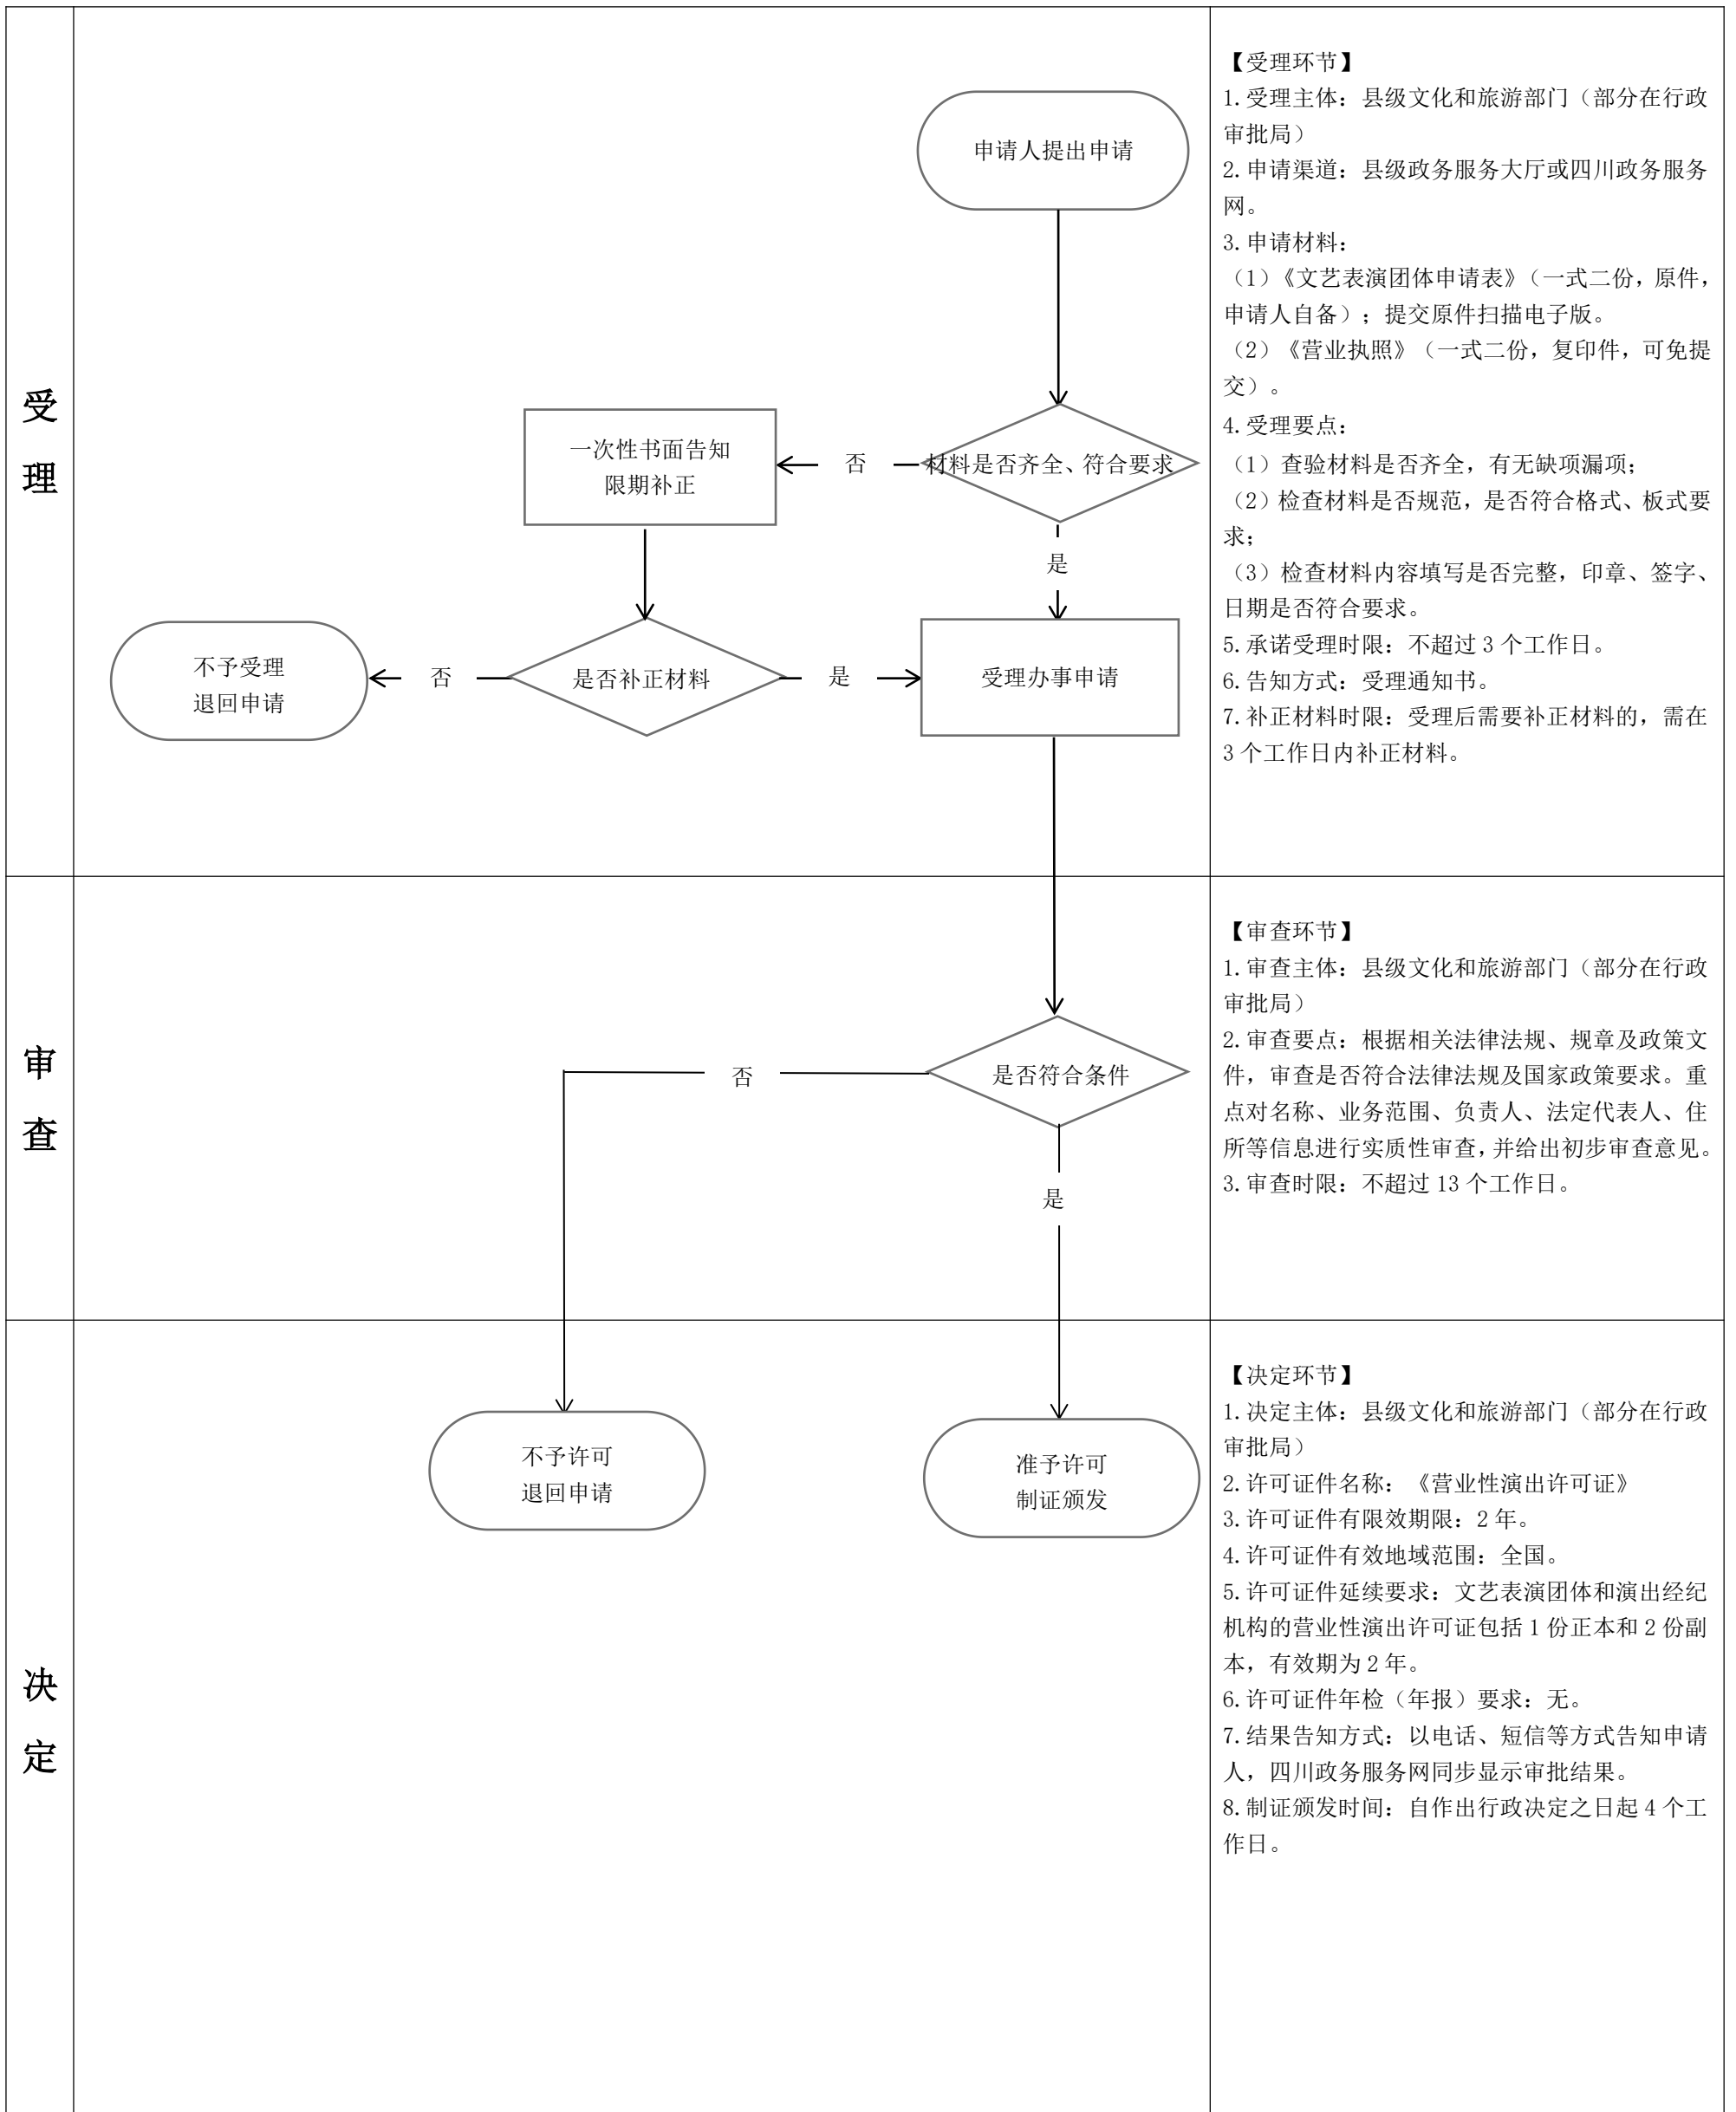 受
理
申请人提出申请
材料是否齐全、符合要求
否
一次性书面告知
限期补正
是
是否补正材料
否
不予受理
退回申请
是
受理办事申请
【受理环节】
1.受理主体：县级文化和旅游部门（部分在行政
审批局）
2.申请渠道：县级政务服务大厅或四川政务服务
网。
3.申请材料：
（1）《文艺表演团体申请表》（一式二份，原件，
申请人自备）；提交原件扫描电子版。
（2）《营业执照》（一式二份，复印件，可免提
交）。
4.受理要点：
（1）查验材料是否齐全，有无缺项漏项；
（2）检查材料是否规范，是否符合格式、板式要
求；
（3）检查材料内容填写是否完整，印章、签字、
日期是否符合要求。
5.承诺受理时限：不超过 3 个工作日。
6.告知方式：受理通知书。
7.补正材料时限：受理后需要补正材料的，需在
3 个工作日内补正材料。
审
查
是否符合条件
否
是
【审查环节】
1.审查主体：县级文化和旅游部门（部分在行政
审批局）
2.审查要点：根据相关法律法规、规章及政策文
件，审查是否符合法律法规及国家政策要求。重
点对名称、业务范围、负责人、法定代表人、住
所等信息进行实质性审查，并给出初步审查意见。
3.审查时限：不超过 13 个工作日。
决
定
不予许可
退回申请
准予许可
制证颁发
【决定环节】
1.决定主体：县级文化和旅游部门（部分在行政
审批局）
2.许可证件名称：《营业性演出许可证》
3.许可证件有限效期限：2 年。
4.许可证件有效地域范围：全国。
5.许可证件延续要求：文艺表演团体和演出经纪
机构的营业性演出许可证包括 1 份正本和 2 份副
本，有效期为 2 年。
6.许可证件年检（年报）要求：无。
7.结果告知方式：以电话、短信等方式告知申请
人，四川政务服务网同步显示审批结果。
8.制证颁发时间：自作出行政决定之日起 4 个工
作日。